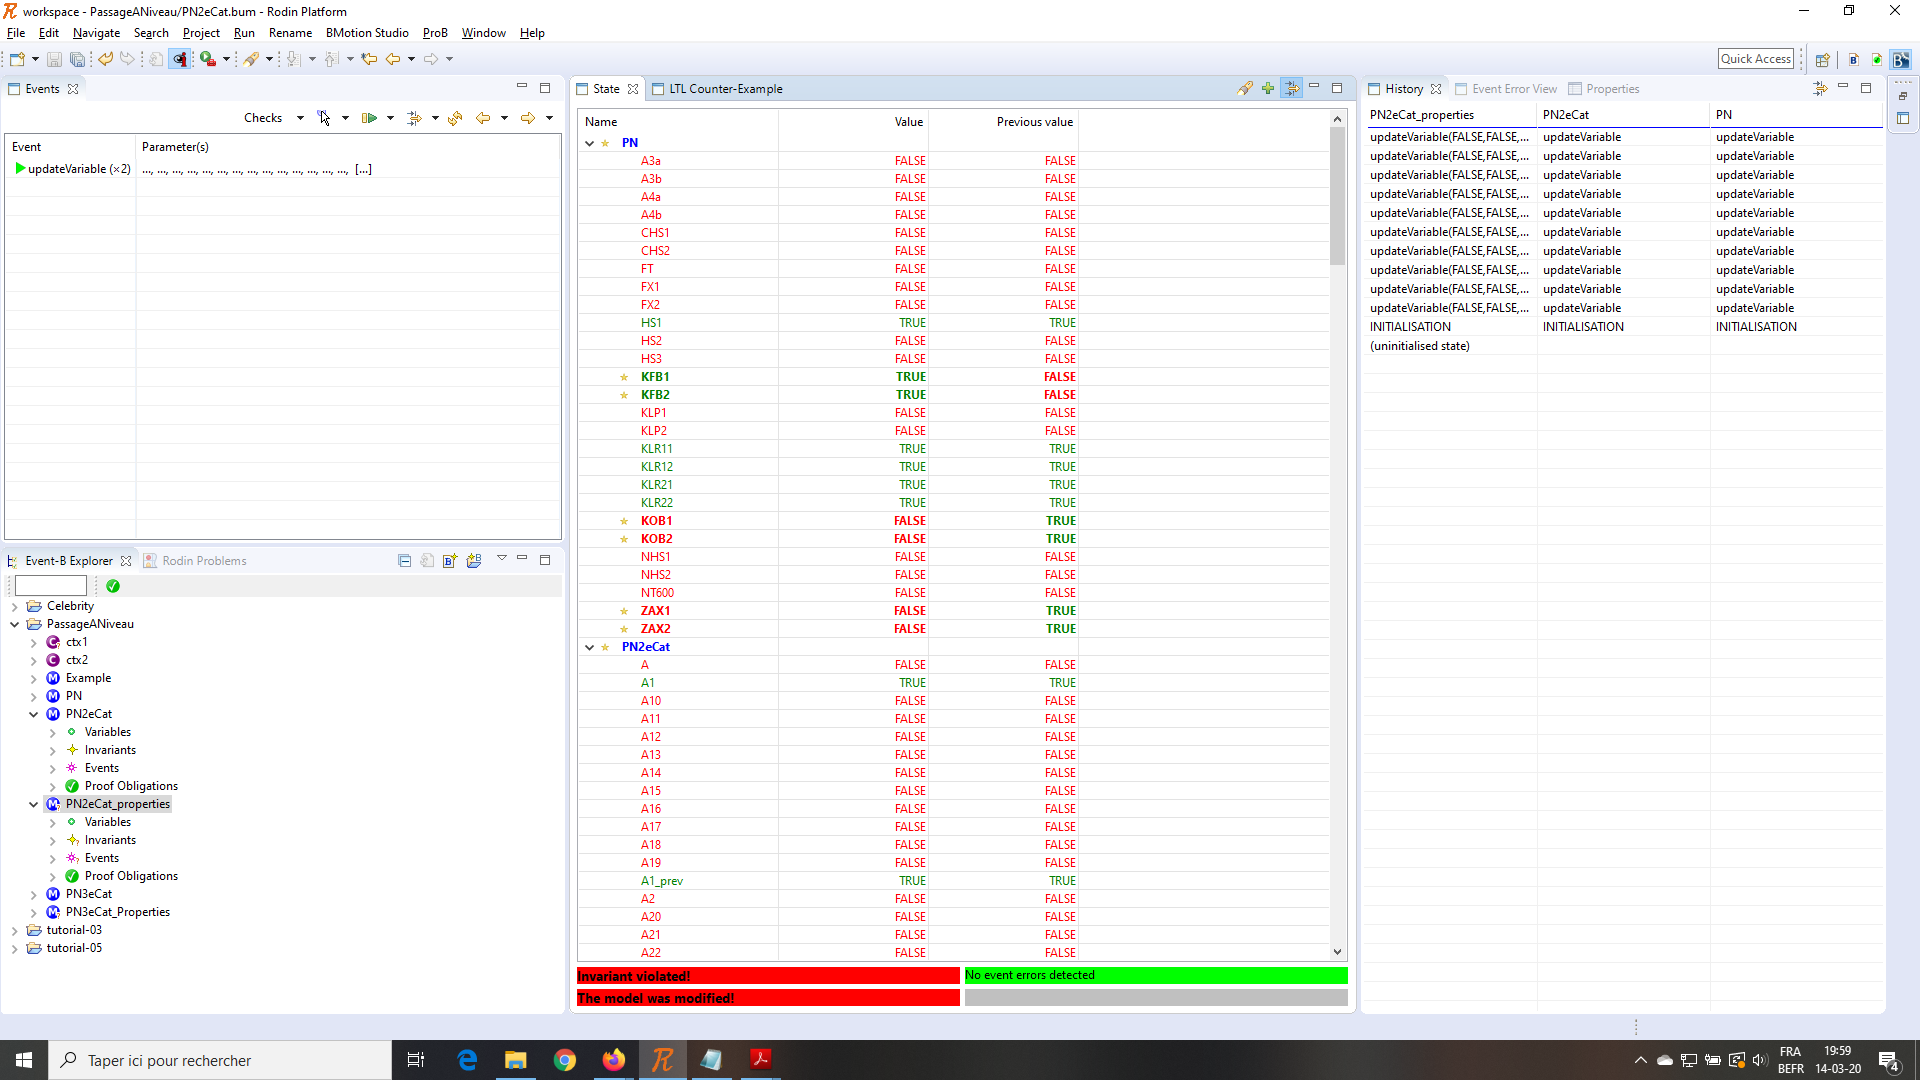 workspace - PassageANiveau/PN2eCat.bum - Rodin Platform
File Edit Navigate Search Project Run Rename BMotion Studio ProB Window Help
Quick Access
Events
Checks
Event Parameter(s)
updateVariable (×2) ..., ..., ..., ..., ..., ..., ..., ..., ..., ..., ..., ..., ..., ..., [...]
Event-B Explorer Rodin Problems
Celebrity
PassageANiveau
ctx1
ctx2
Example
PN
PN2eCat
Variables
Invariants
Events
Proof Obligations
PN2eCat_properties
Variables
Invariants
Events
Proof Obligations
PN3eCat
PN3eCat_Properties
tutorial-03
tutorial-05
State LTL Counter-Example
Name Value Previous value
PN
A3a FALSE FALSE
A3b FALSE FALSE
A4a FALSE FALSE
A4b FALSE FALSE
CHS1 FALSE FALSE
CHS2 FALSE FALSE
FT FALSE FALSE
FX1 FALSE FALSE
FX2 FALSE FALSE
HS1 TRUE TRUE
HS2 FALSE FALSE
HS3 FALSE FALSE
KFB1 TRUE FALSE
KFB2 TRUE FALSE
KLP1 FALSE FALSE
KLP2 FALSE FALSE
KLR11 TRUE TRUE
KLR12 TRUE TRUE
KLR21 TRUE TRUE
KLR22 TRUE TRUE
KOB1 FALSE TRUE
KOB2 FALSE TRUE
NHS1 FALSE FALSE
NHS2 FALSE FALSE
NT600 FALSE FALSE
ZAX1 FALSE TRUE
ZAX2 FALSE TRUE
PN2eCat
A FALSE FALSE
A1 TRUE TRUE
A10 FALSE FALSE
A11 FALSE FALSE
A12 FALSE FALSE
A13 FALSE FALSE
A14 FALSE FALSE
A15 FALSE FALSE
A16 FALSE FALSE
A17 FALSE FALSE
A18 FALSE FALSE
A19 FALSE FALSE
A1_prev TRUE TRUE
A2 FALSE FALSE
A20 FALSE FALSE
A21 FALSE FALSE
A22 FALSE FALSE
Invariant violated! No event errors detected
The model was modified!
History Event Error View Properties
PN2eCat_properties PN2eCat PN
updateVariable(FALSE,FALSE,... updateVariable updateVariable
updateVariable(FALSE,FALSE,... updateVariable updateVariable
updateVariable(FALSE,FALSE,... updateVariable updateVariable
updateVariable(FALSE,FALSE,... updateVariable updateVariable
updateVariable(FALSE,FALSE,... updateVariable updateVariable
updateVariable(FALSE,FALSE,... updateVariable updateVariable
updateVariable(FALSE,FALSE,... updateVariable updateVariable
updateVariable(FALSE,FALSE,... updateVariable updateVariable
updateVariable(FALSE,FALSE,... updateVariable updateVariable
updateVariable(FALSE,FALSE,... updateVariable updateVariable
INITIALISATION INITIALISATION INITIALISATION
(uninitialised state)
Taper ici pour rechercher
FRA 19:59
BEFR 14-03-20
4